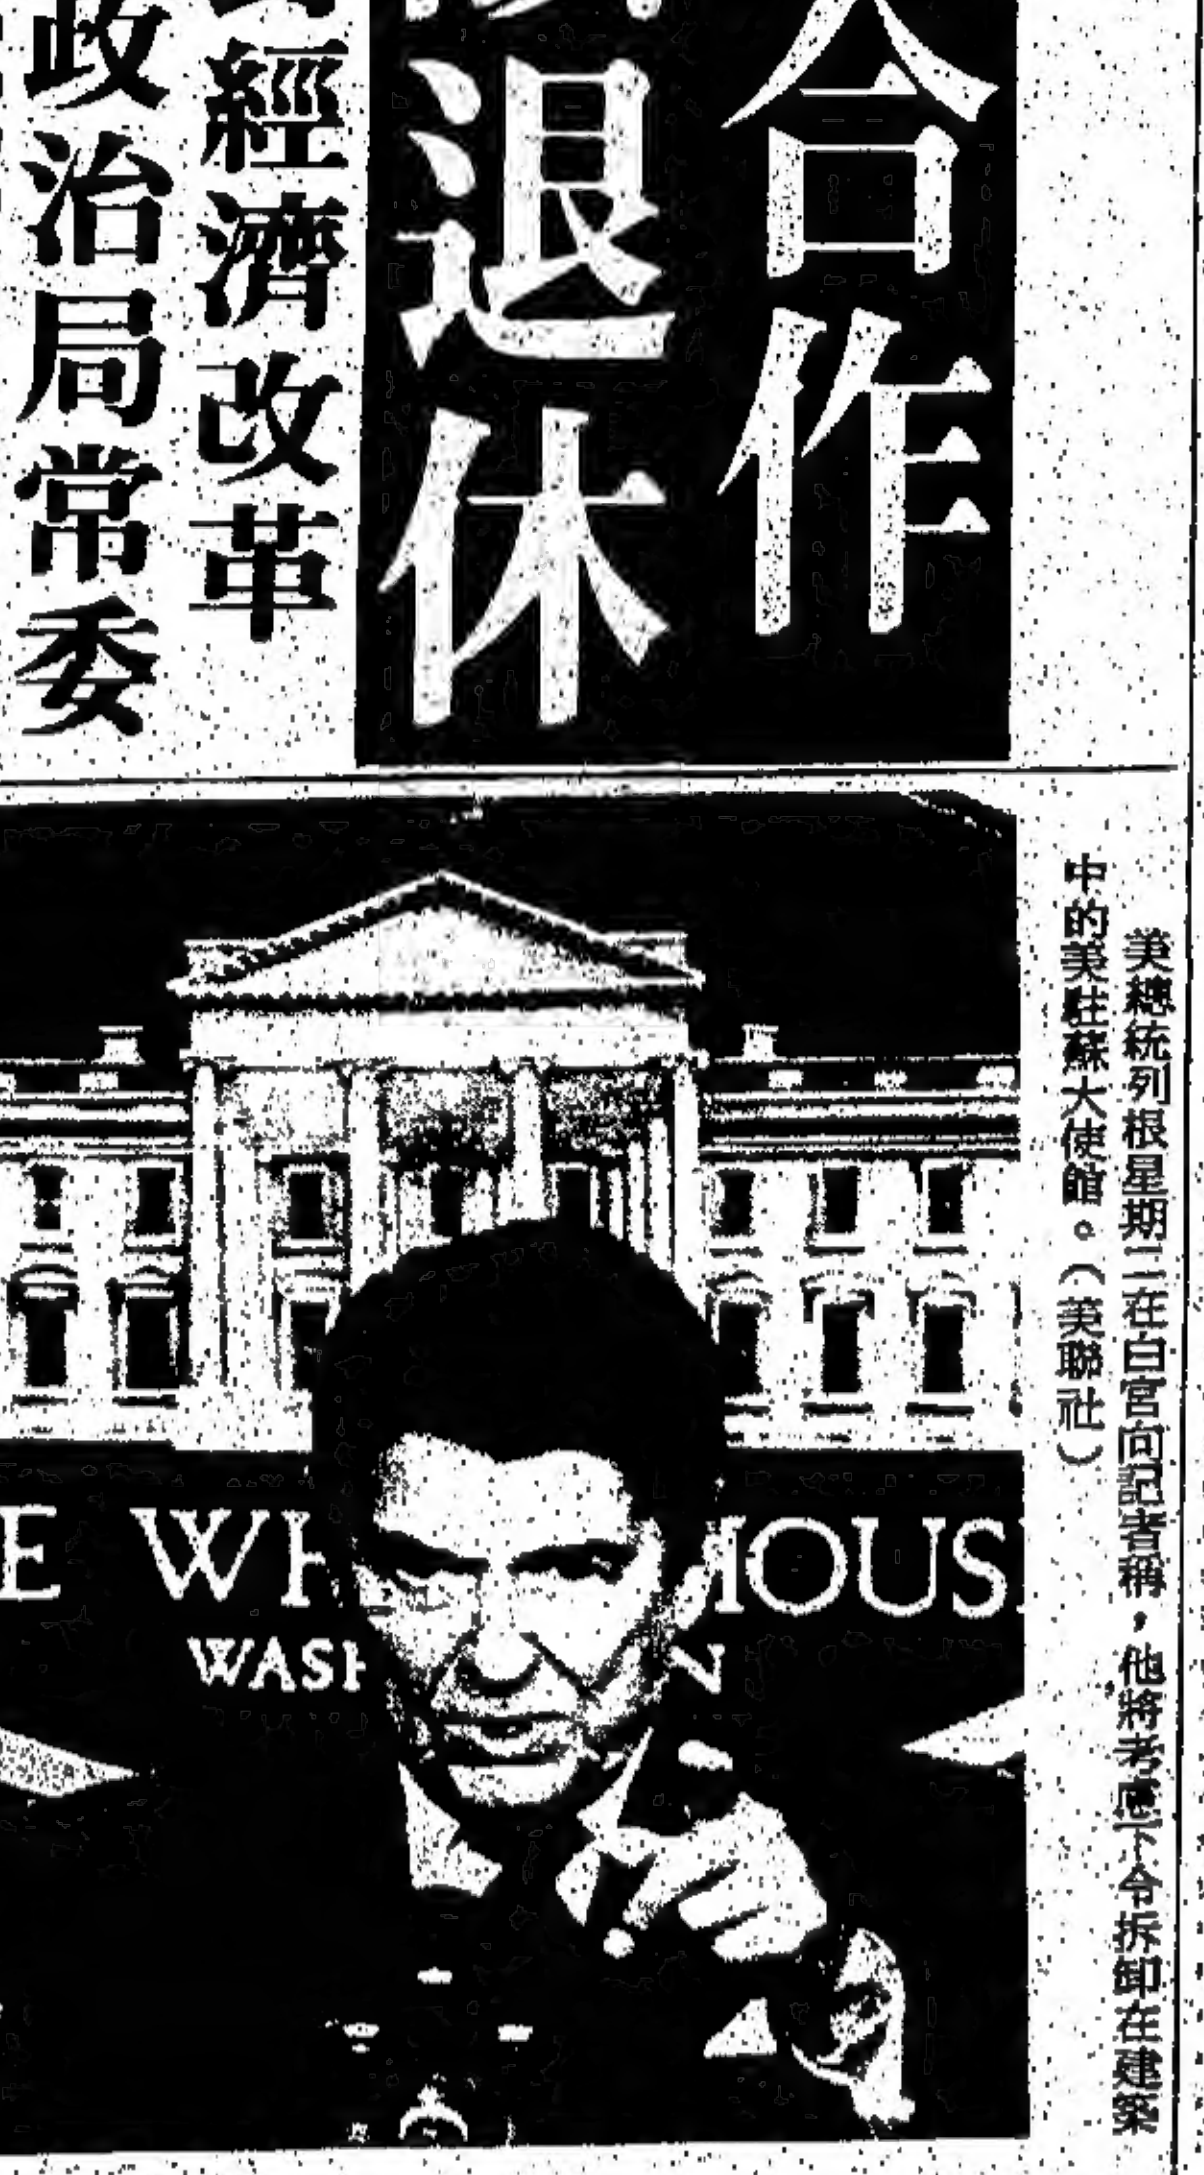 合作
退休
經濟改革
政治局常委
美總統列根星期二在白宮向記者稱，他將考慮下令拆卸在建築
中的美駐蘇大使館。（美聯社）
E WH HOUS
WASH N